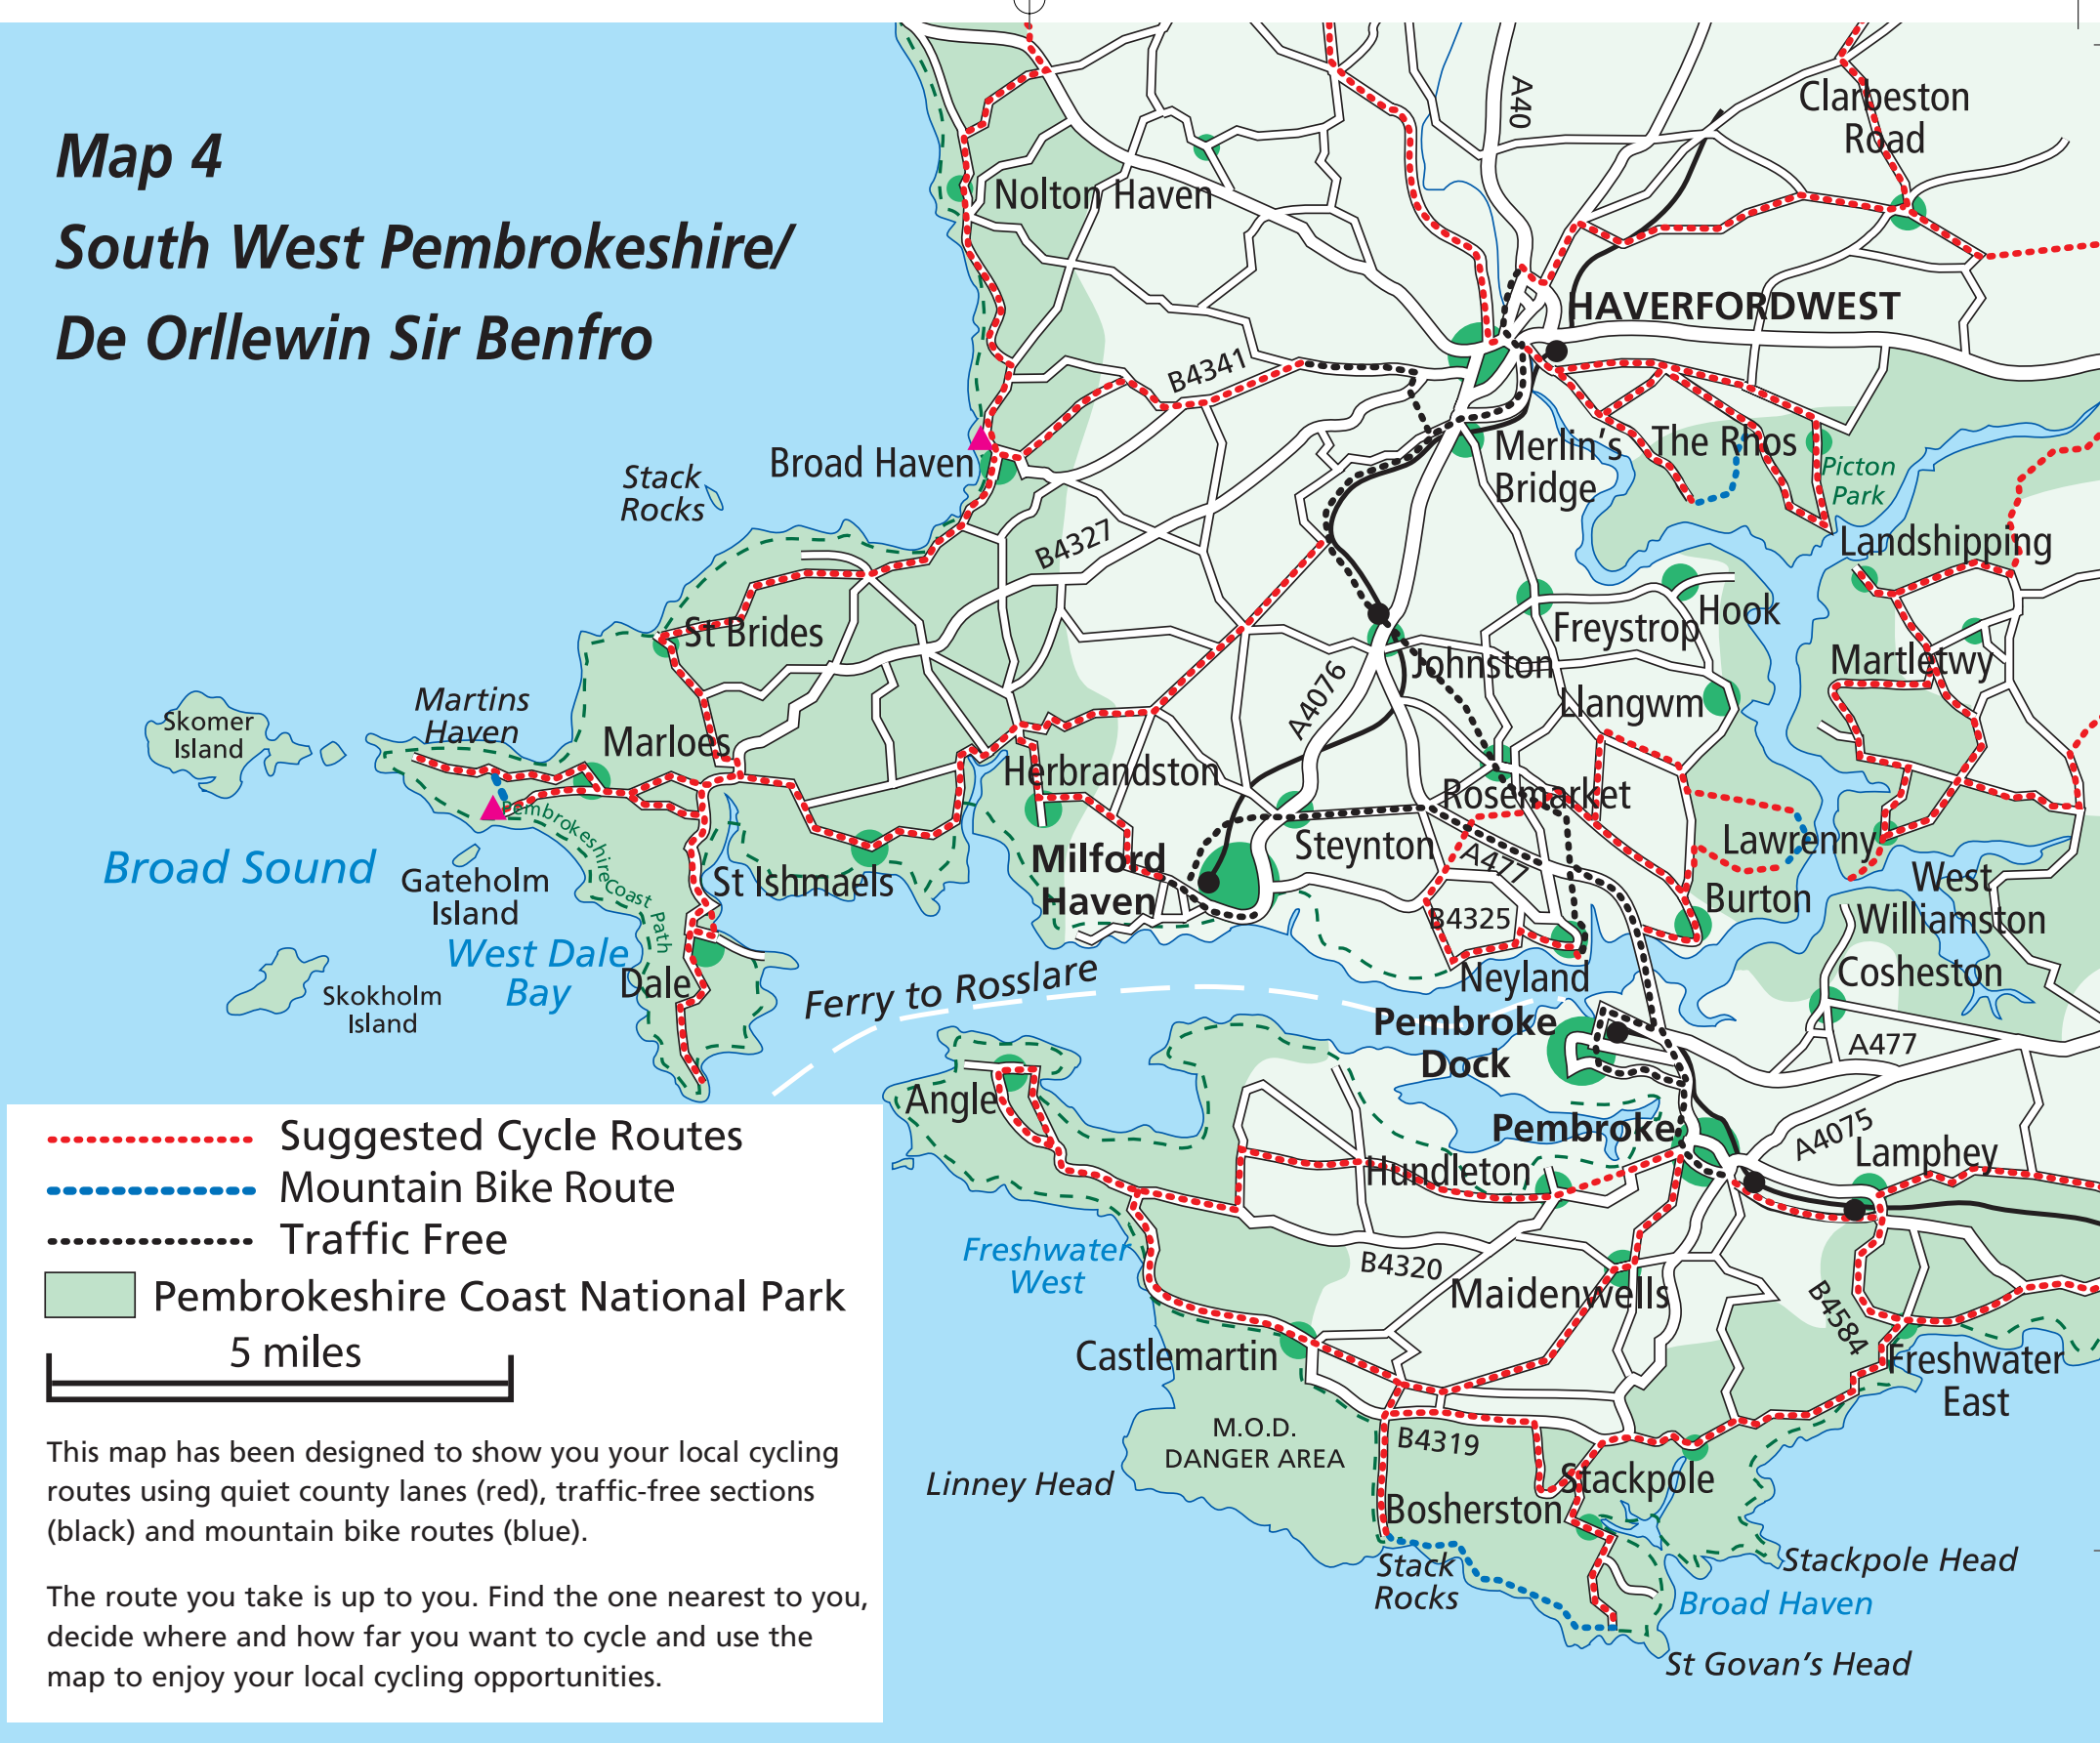 Map 4
South West Pembrokeshire/
De Orllewin Sir Benfro
A40
Clarbeston
Road
Nolton Haven
HAVERFORDWEST
B4341
Broad Haven
Stack
Rocks
Merlin's
Bridge
The Rhos
Picton
Park
B4327
Landshipping
St Brides
Freystrop
Hook
Johnston
Martletwy
A4076
Llangwm
Martins
Haven
Skomer
Island
Marloes
Herbrandston
Rosemarket
Pembrokeshire Coast Path
Broad Sound
Gateholm
Island
St Ishmaels
Milford
Haven
Steynton
A477
Lawrenny
West
Williamston
Burton
B4325
West Dale
Bay
Dale
Skokholm
Island
Ferry to Rosslare
Neyland
Cosheston
Pembroke
Dock
A477
Angle
Pembroke
A4075
Lamphey
Hundleton
Freshwater
West
B4320
Maidenwells
B4584
Castlemartin
Freshwater
East
M.O.D.
DANGER AREA
B4319
Linney Head
Stackpole
Bosherston
Stack
Rocks
Stackpole Head
Broad Haven
St Govan's Head
Suggested Cycle Routes
Mountain Bike Route
Traffic Free
Pembrokeshire Coast National Park
5 miles
This map has been designed to show you your local cycling
routes using quiet county lanes (red), traffic-free sections
(black) and mountain bike routes (blue).
The route you take is up to you. Find the one nearest to you,
decide where and how far you want to cycle and use the
map to enjoy your local cycling opportunities.